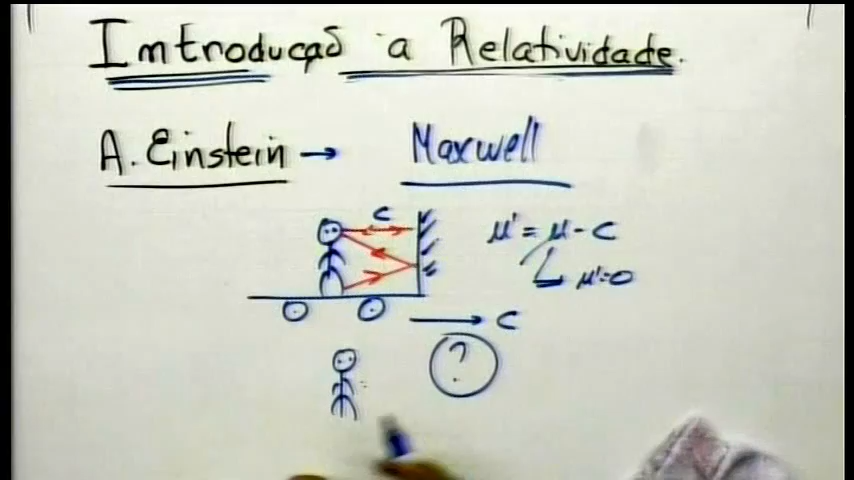 Introdução a Relatividade.
A. Einstein → Maxwell
c
μ' = μ - c
μ'=0
→ c
?